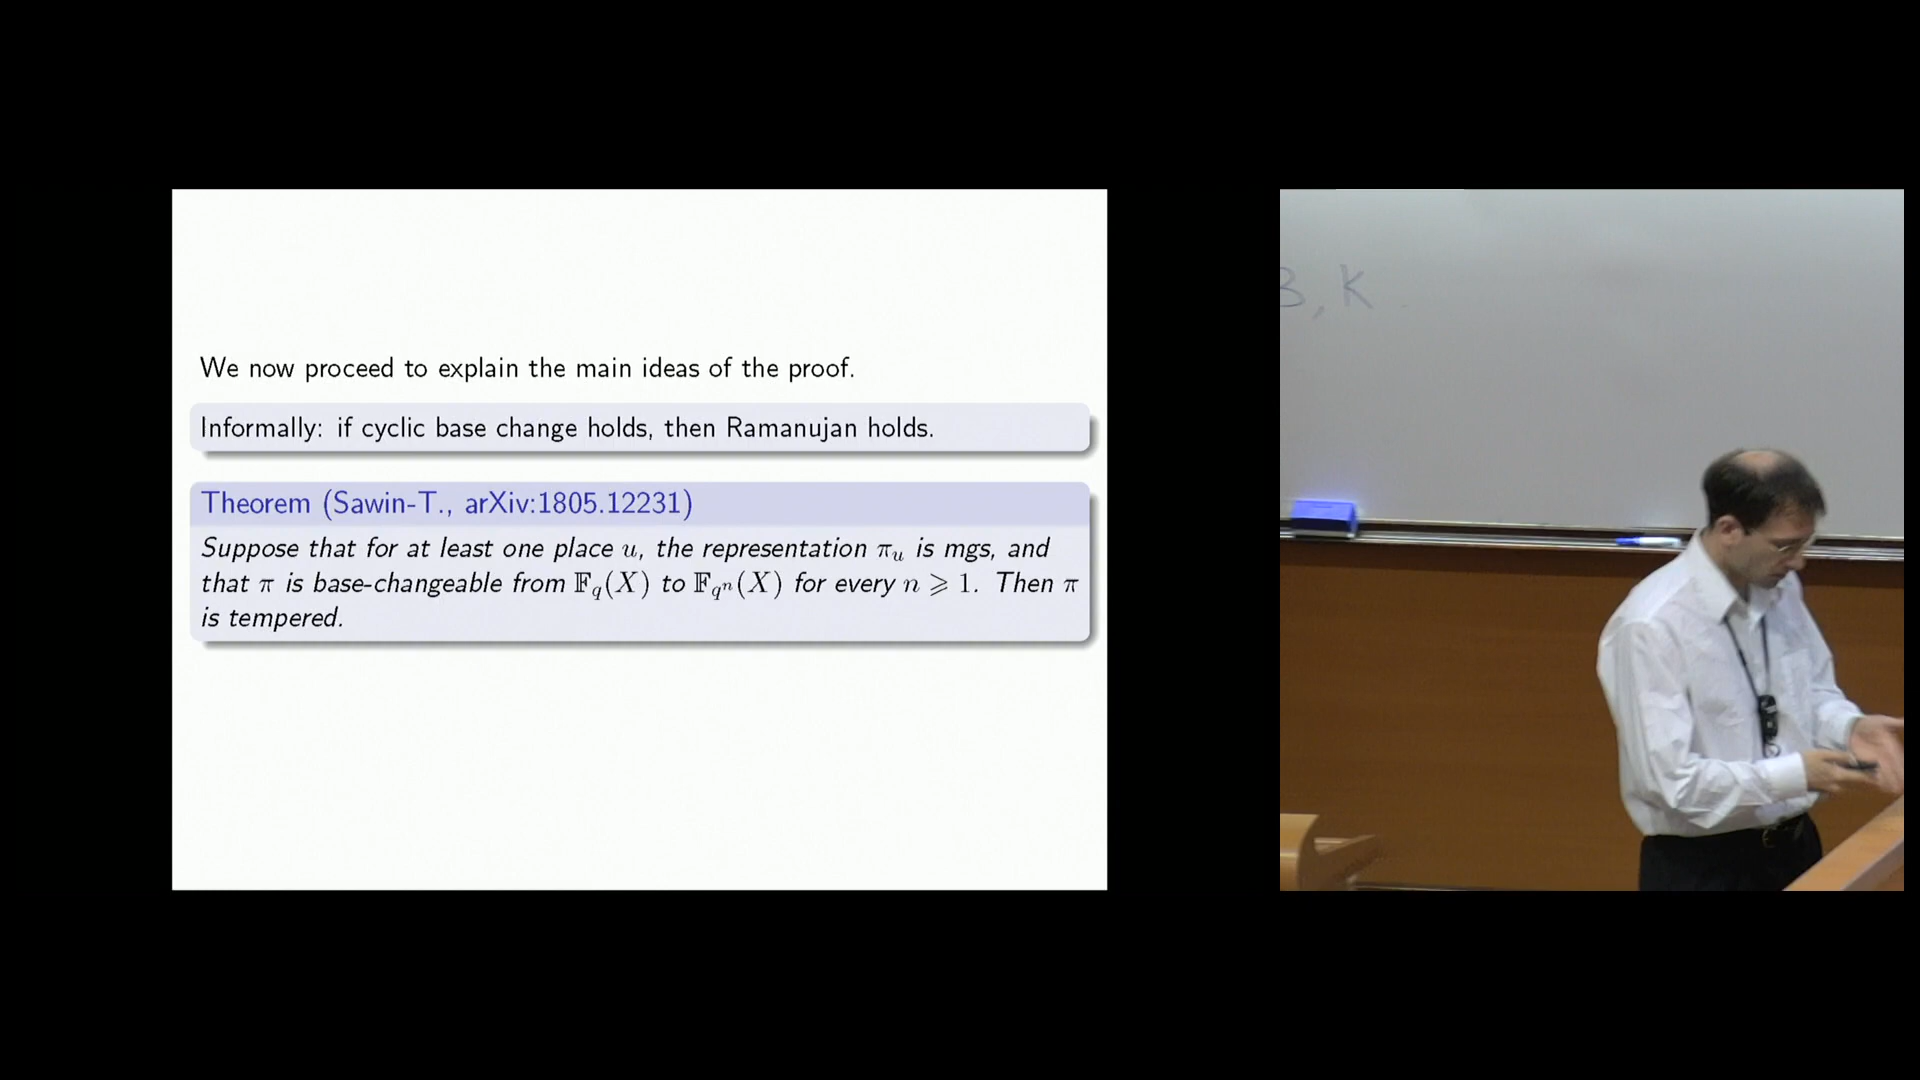 We now proceed to explain the main ideas of the proof.
Informally: if cyclic base change holds, then Ramanujan holds.
Theorem (Sawin-T., arXiv:1805.12231)
Suppose that for at least one place u, the representation π_u is mgs, and
that π is base-changeable from 𝔽_q(X) to 𝔽_{q^n}(X) for every n ⩾ 1. Then π
is tempered.
B, K